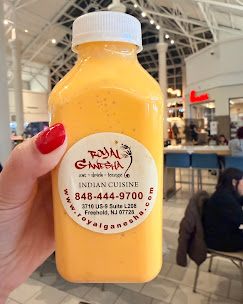 ROYAL
GANESHA
eat • drink • lounge
INDIAN CUISINE
848-444-9700
3710 US-9 Suite L208
Freehold, NJ 07728
www.royalganesha.com